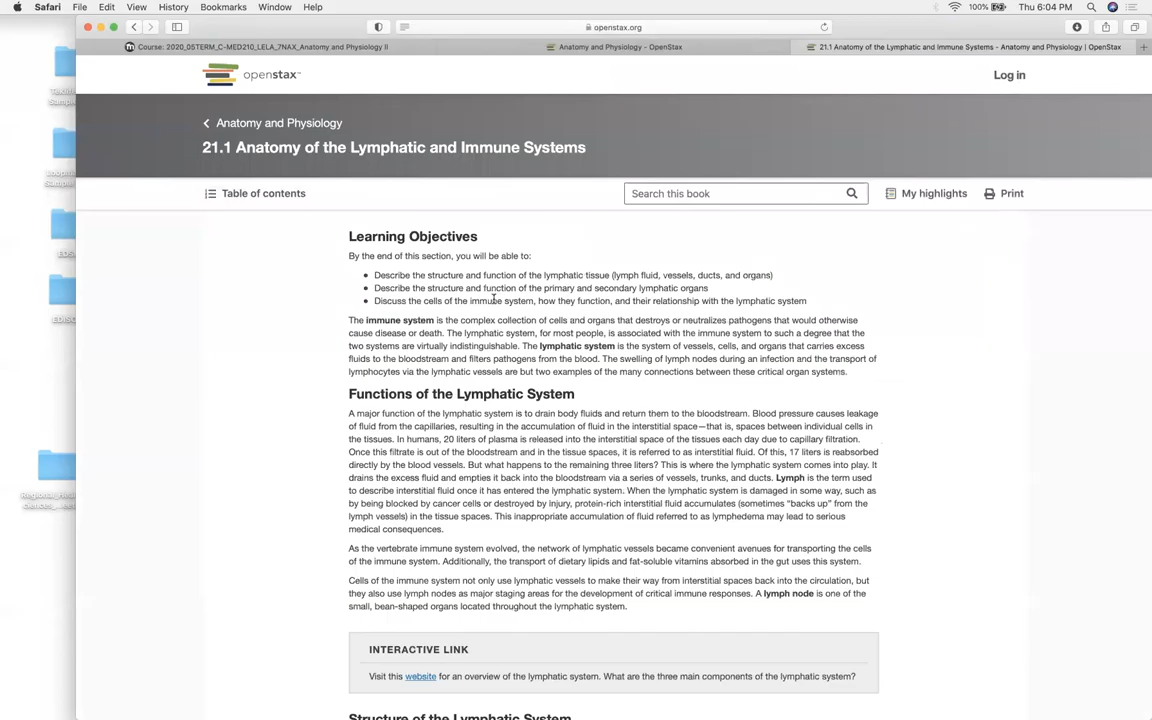 Safari File Edit View History Bookmarks Window Help 100% Thu 6:04 PM
openstax.org
Course: 2020_05TERM_C-MED210_LELA_7NAX_Anatomy and Physiology II
Anatomy and Physiology - OpenStax
21.1 Anatomy of the Lymphatic and Immune Systems - Anatomy and Physiology | OpenStax
openstax™
Log in
Anatomy and Physiology
21.1 Anatomy of the Lymphatic and Immune Systems
Table of contents
Search this book
My highlights
Print
Learning Objectives
By the end of this section, you will be able to:
Describe the structure and function of the lymphatic tissue (lymph fluid, vessels, ducts, and organs)
Describe the structure and function of the primary and secondary lymphatic organs
Discuss the cells of the immune system, how they function, and their relationship with the lymphatic system
The immune system is the complex collection of cells and organs that destroys or neutralizes pathogens that would otherwise
cause disease or death. The lymphatic system, for most people, is associated with the immune system to such a degree that the
two systems are virtually indistinguishable. The lymphatic system is the system of vessels, cells, and organs that carries excess
fluids to the bloodstream and filters pathogens from the blood. The swelling of lymph nodes during an infection and the transport of
lymphocytes via the lymphatic vessels are but two examples of the many connections between these critical organ systems.
Functions of the Lymphatic System
A major function of the lymphatic system is to drain body fluids and return them to the bloodstream. Blood pressure causes leakage
of fluid from the capillaries, resulting in the accumulation of fluid in the interstitial space—that is, spaces between individual cells in
the tissues. In humans, 20 liters of plasma is released into the interstitial space of the tissues each day due to capillary filtration.
Once this filtrate is out of the bloodstream and in the tissue spaces, it is referred to as interstitial fluid. Of this, 17 liters is reabsorbed
directly by the blood vessels. But what happens to the remaining three liters? This is where the lymphatic system comes into play. It
drains the excess fluid and empties it back into the bloodstream via a series of vessels, trunks, and ducts. Lymph is the term used
to describe interstitial fluid once it has entered the lymphatic system. When the lymphatic system is damaged in some way, such as
by being blocked by cancer cells or destroyed by injury, protein-rich interstitial fluid accumulates (sometimes “backs up” from the
lymph vessels) in the tissue spaces. This inappropriate accumulation of fluid referred to as lymphedema may lead to serious
medical consequences.
As the vertebrate immune system evolved, the network of lymphatic vessels became convenient avenues for transporting the cells
of the immune system. Additionally, the transport of dietary lipids and fat-soluble vitamins absorbed in the gut uses this system.
Cells of the immune system not only use lymphatic vessels to make their way from interstitial spaces back into the circulation, but
they also use lymph nodes as major staging areas for the development of critical immune responses. A lymph node is one of the
small, bean-shaped organs located throughout the lymphatic system.
INTERACTIVE LINK
Visit this website for an overview of the lymphatic system. What are the three main components of the lymphatic system?
Structure of the Lymphatic System